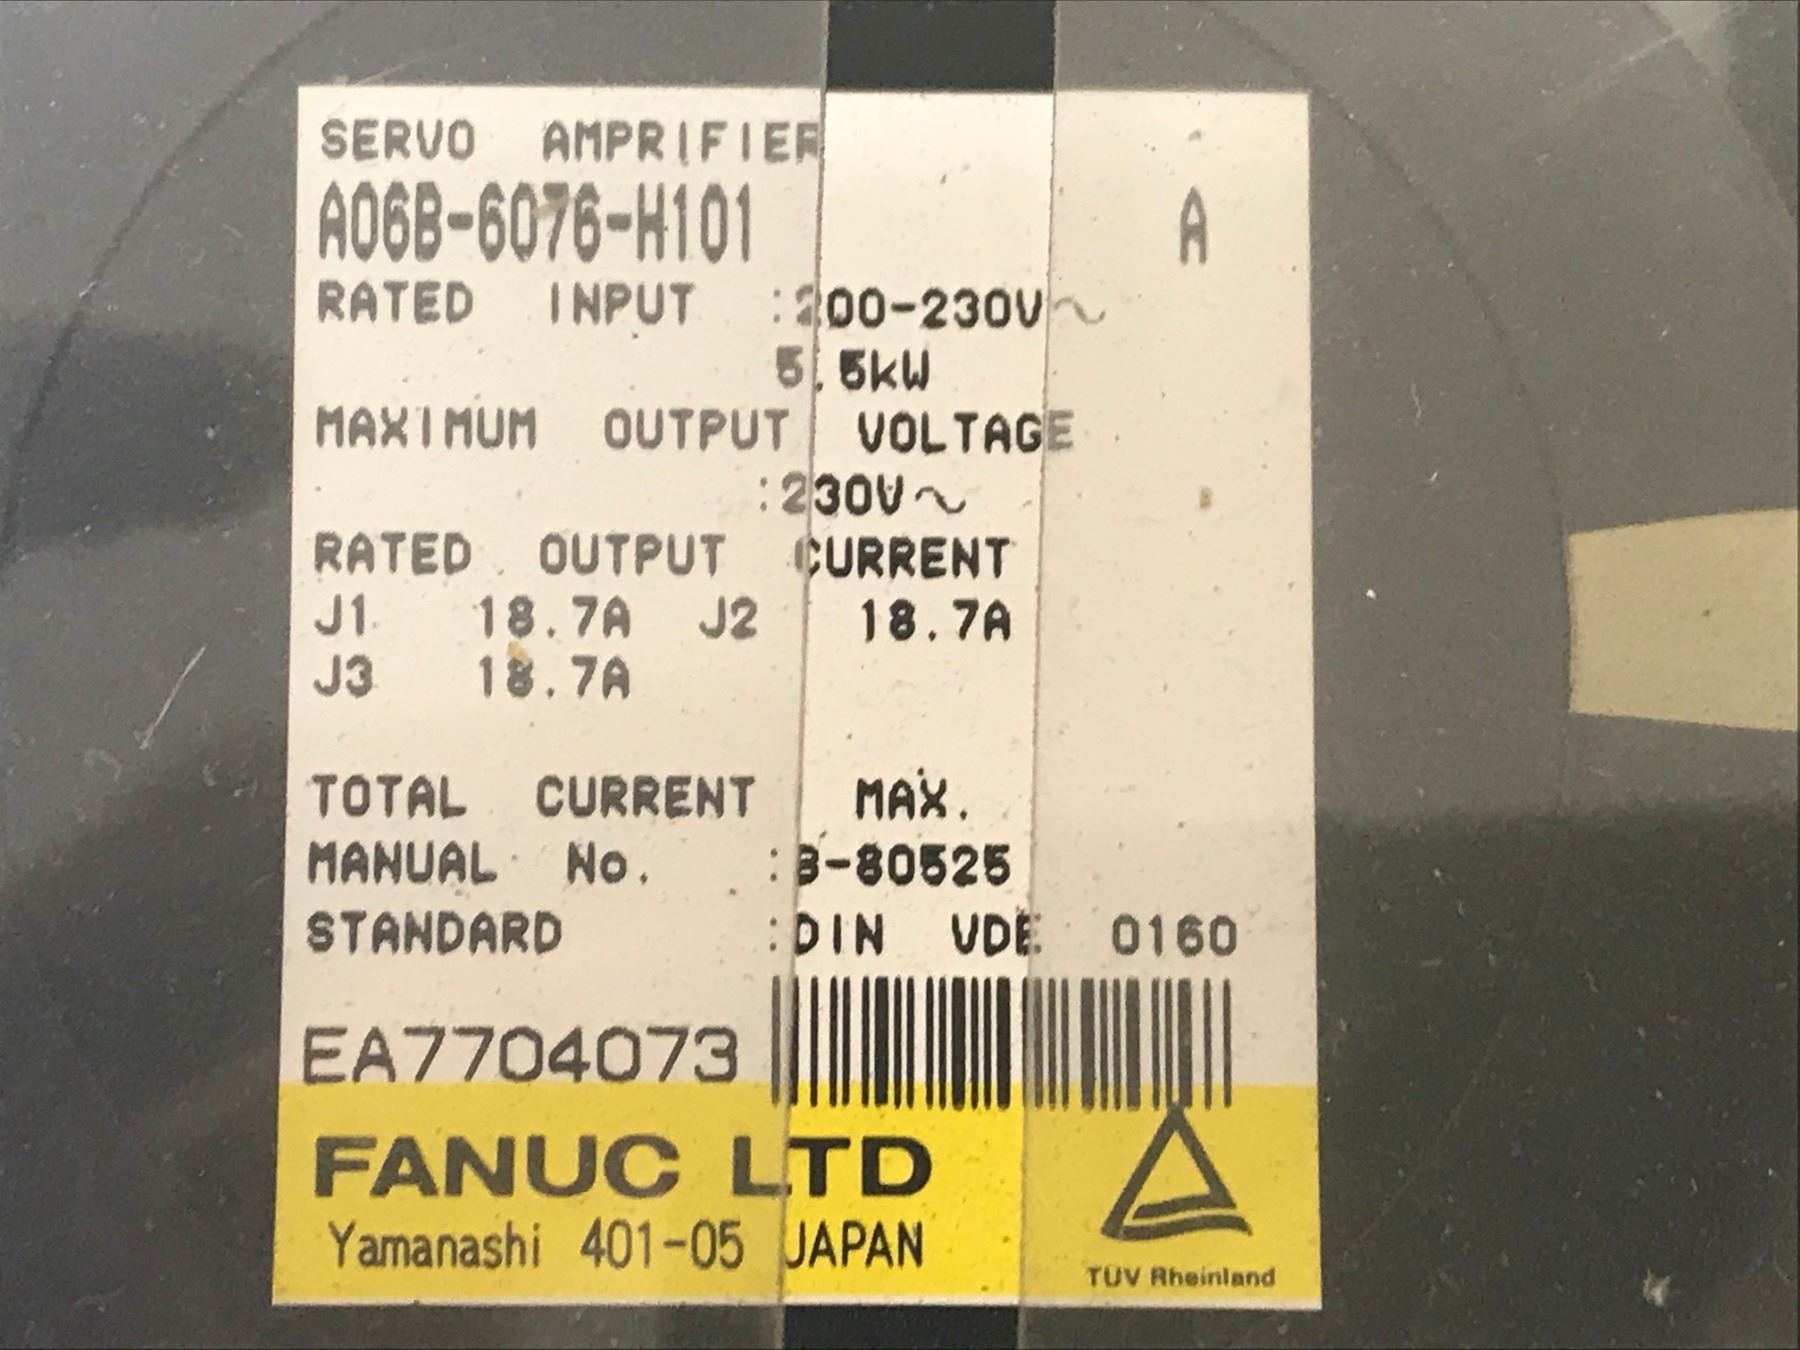 SERVO AMPRIFIER
A06B-6076-H101 A
RATED INPUT :200-230V~
5.5kW
MAXIMUM OUTPUT VOLTAGE
:230V~
RATED OUTPUT CURRENT
J1 18.7A J2 18.7A
J3 18.7A
TOTAL CURRENT MAX.
MANUAL No. :B-80525
STANDARD :DIN VDE 0160
EA7704073
FANUC LTD
Yamanashi 401-05 JAPAN
TUV Rheinland